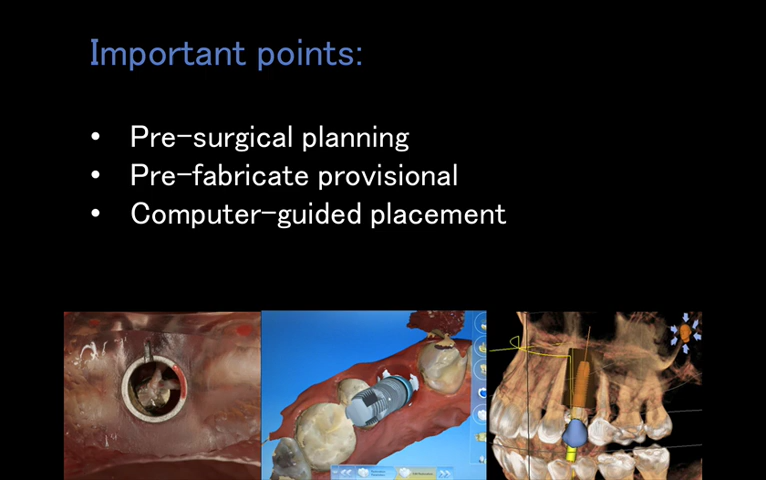 Important points:
• Pre-surgical planning
• Pre-fabricate provisional
• Computer-guided placement